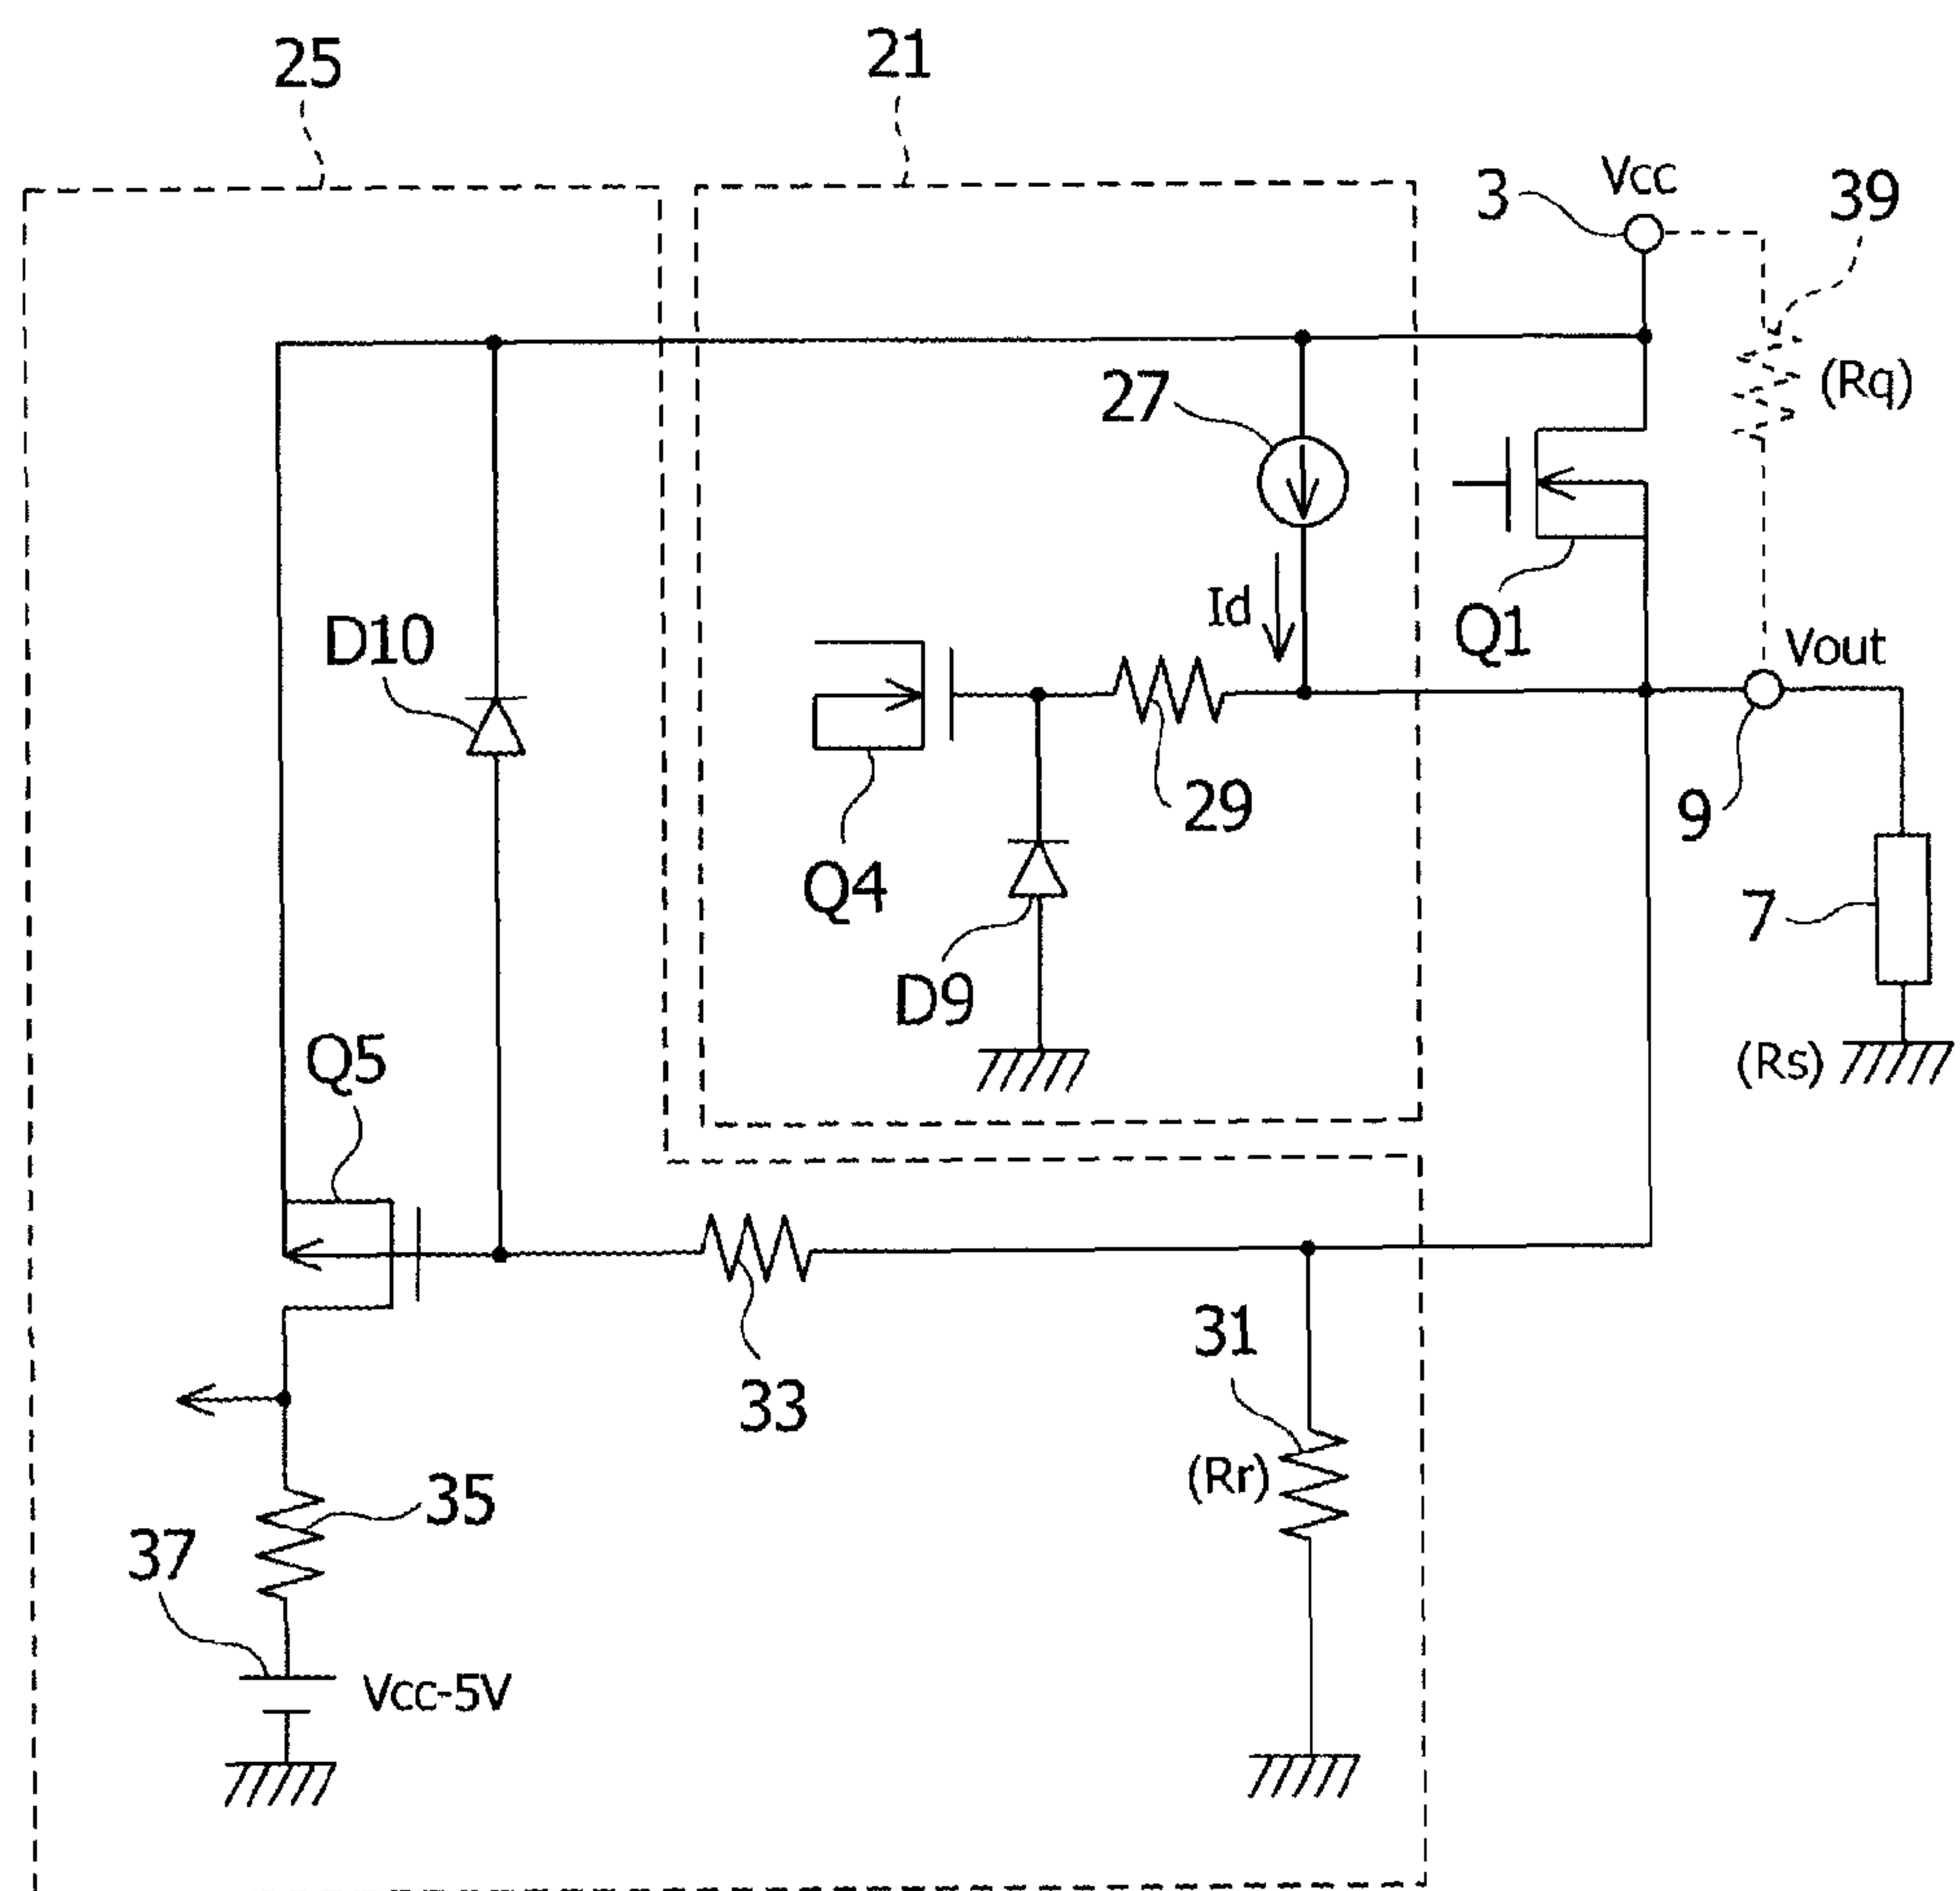 25
21
3
Vcc
39
(Rq)
27
Id
Q1
Vout
D10
29
9
Q4
7
D9
Q5
(Rs)
31
33
(Rr)
35
37
Vcc-5V